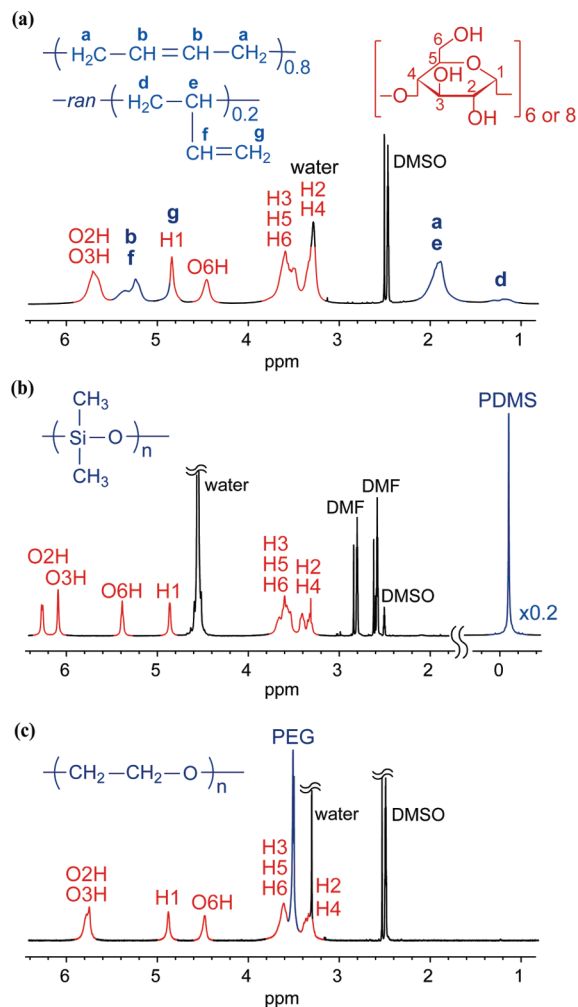 (a)
a b b a
H₂C—CH=CH—CH₂
0.8
d e
—ran
H₂C—CH
0.2
f g
CH=CH₂
6 OH
5
4 OH O 1
O
3 2
OH
6 or 8
water
DMSO
O2H
O3H
b
f
g
H1
O6H
H3
H5
H6
H2
H4
a
e
d
6 5 4 3 2 1
ppm
(b)
CH₃
Si—O
n
CH₃
water
PDMS
DMF
DMF
DMSO
O2H
O3H
O6H
H1
H3
H5
H6
H2
H4
x0.2
6 5 4 3 2 0
ppm
(c)
PEG
CH₂—CH₂—O
n
water
DMSO
O2H
O3H
H1
O6H
H3
H5
H6
H2
H4
6 5 4 3 2 1
ppm